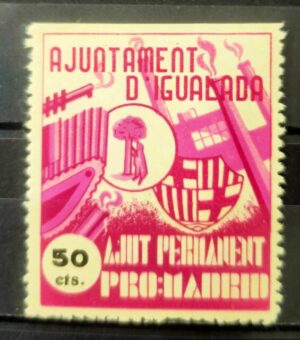 AJUNTAMENT
D'IGUALADA
50
cts.
AJUT PERMANENT
PRO:MADRID